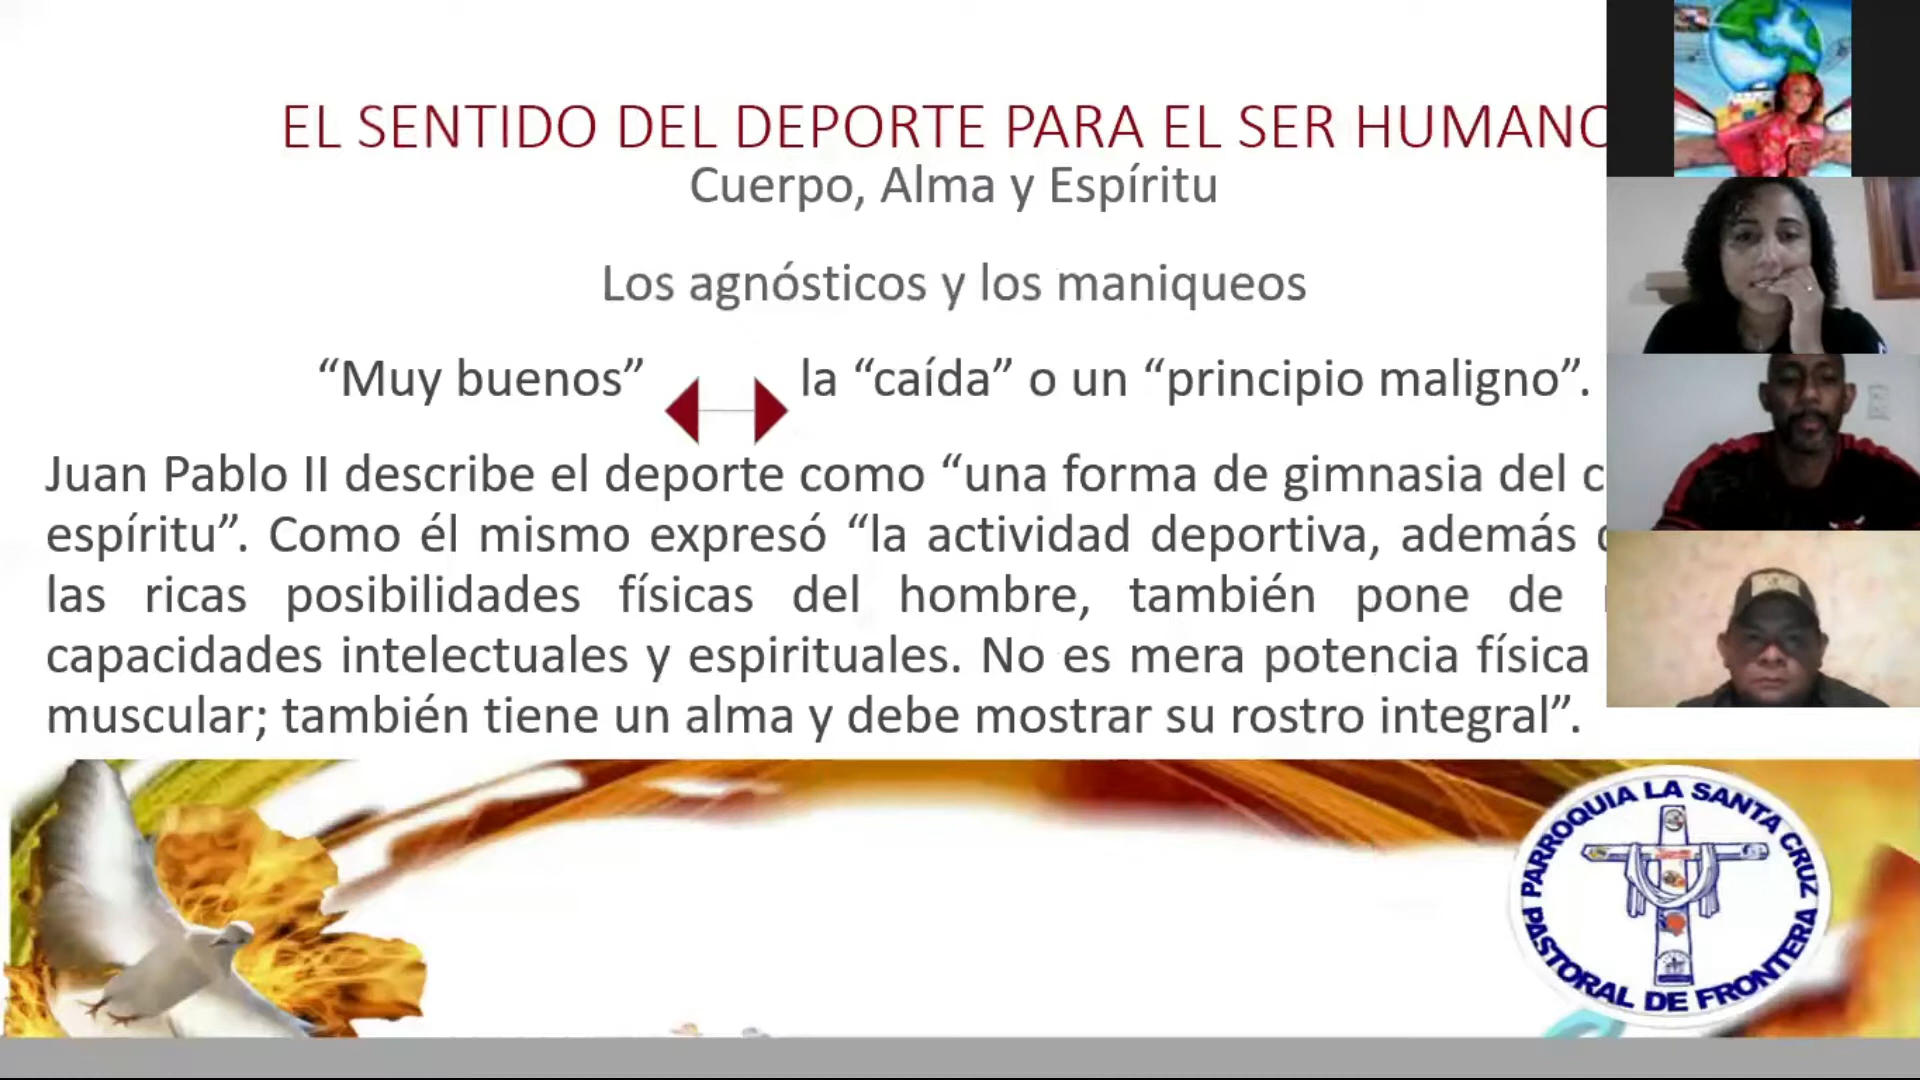 EL SENTIDO DEL DEPORTE PARA EL SER HUMANO
Cuerpo, Alma y Espíritu
Los agnósticos y los maniqueos
“Muy buenos” la “caída” o un “principio maligno”.
Juan Pablo II describe el deporte como “una forma de gimnasia del
espíritu”. Como él mismo expresó “la actividad deportiva, además
las ricas posibilidades físicas del hombre, también pone de
capacidades intelectuales y espirituales. No es mera potencia física
muscular; también tiene un alma y debe mostrar su rostro integral”.
PARROQUIA LA SANTA CRUZ
PASTORAL DE FRONTERA